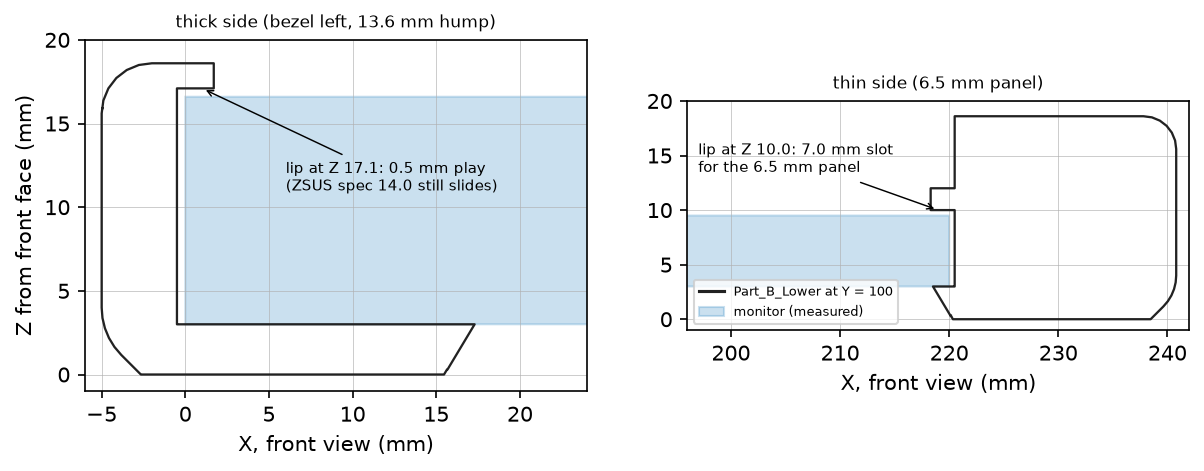 thick side (bezel left, 13.6 mm hump)
20
15
10
5
0
Z from front face (mm)
lip at Z 17.1: 0.5 mm play
(ZSUS spec 14.0 still slides)
−5
0
5
10
15
20
X, front view (mm)
thin side (6.5 mm panel)
20
15
10
5
0
lip at Z 10.0: 7.0 mm slot
for the 6.5 mm panel
Part_B_Lower at Y = 100
monitor (measured)
200
210
220
230
240
X, front view (mm)